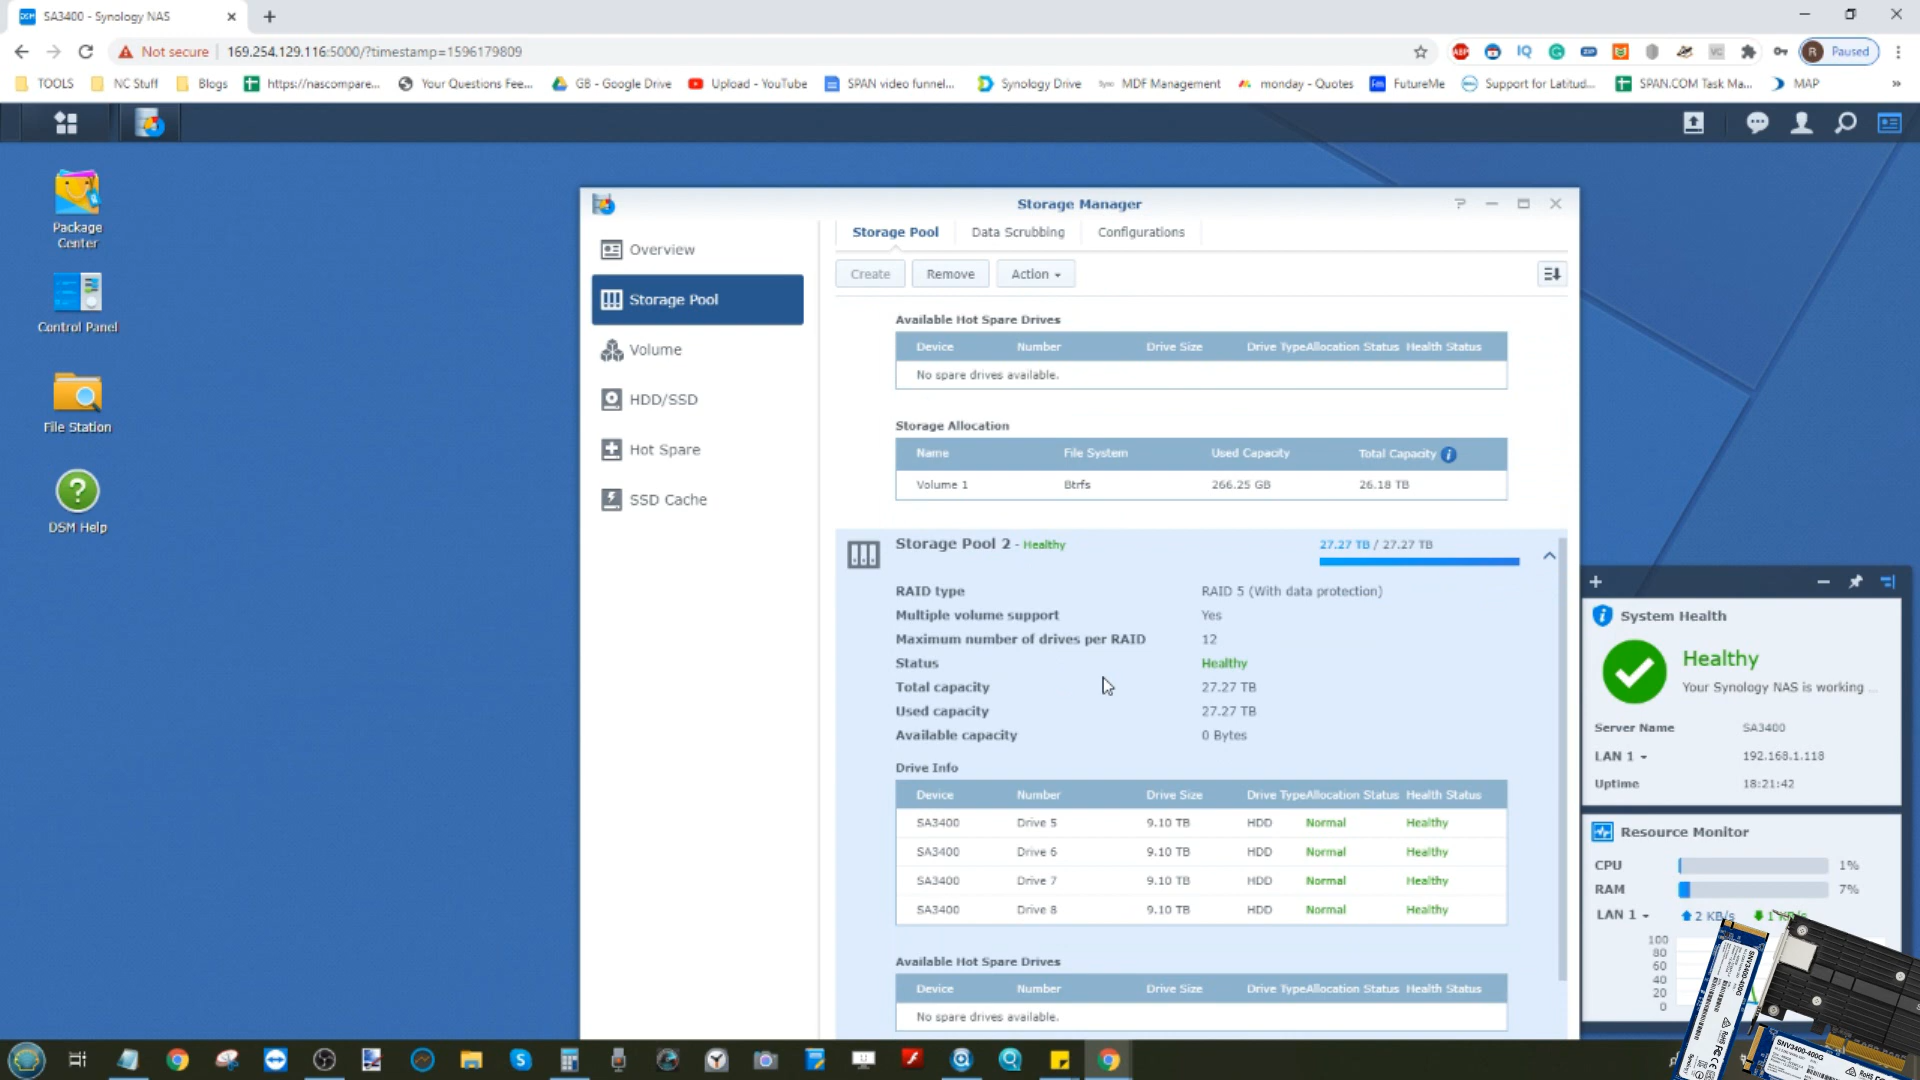 SA3400 - Synology NAS
Not secure 169.254.129.116:5000/?timestamp=1596179809
Paused
TOOLS NC Stuff Blogs https://nascompare... Your Questions Fee... GB - Google Drive Upload - YouTube SPAN video funnel... Synology Drive MDF Management monday - Quotes FutureMe Support for Latitud... SPAN.COM Task Ma... MAP
Package
Center
Control Panel
File Station
DSM Help
Storage Manager
Overview
Storage Pool
Volume
HDD/SSD
Hot Spare
SSD Cache
Storage Pool Data Scrubbing Configurations
Create Remove Action
Available Hot Spare Drives
Device Number Drive Size Drive Type Allocation Status Health Status
No spare drives available.
Storage Allocation
Name File System Used Capacity Total Capacity
Volume 1 Btrfs 266.25 GB 26.18 TB
Storage Pool 2 - Healthy 27.27 TB / 27.27 TB
RAID type RAID 5 (With data protection)
Multiple volume support Yes
Maximum number of drives per RAID 12
Status Healthy
Total capacity 27.27 TB
Used capacity 27.27 TB
Available capacity 0 Bytes
Drive Info
Device Number Drive Size Drive Type Allocation Status Health Status
SA3400 Drive 5 9.10 TB HDD Normal Healthy
SA3400 Drive 6 9.10 TB HDD Normal Healthy
SA3400 Drive 7 9.10 TB HDD Normal Healthy
SA3400 Drive 8 9.10 TB HDD Normal Healthy
Available Hot Spare Drives
Device Number Drive Size Drive Type Allocation Status Health Status
No spare drives available.
System Health
Healthy
Your Synology NAS is working ...
Server Name SA3400
LAN 1 192.168.1.118
Uptime 18:21:42
Resource Monitor
CPU 1%
RAM 7%
LAN 1 2 KB/s 1 KB/s
100
80
60
40
20
0
SNV3400-400G
SNV3400-400G